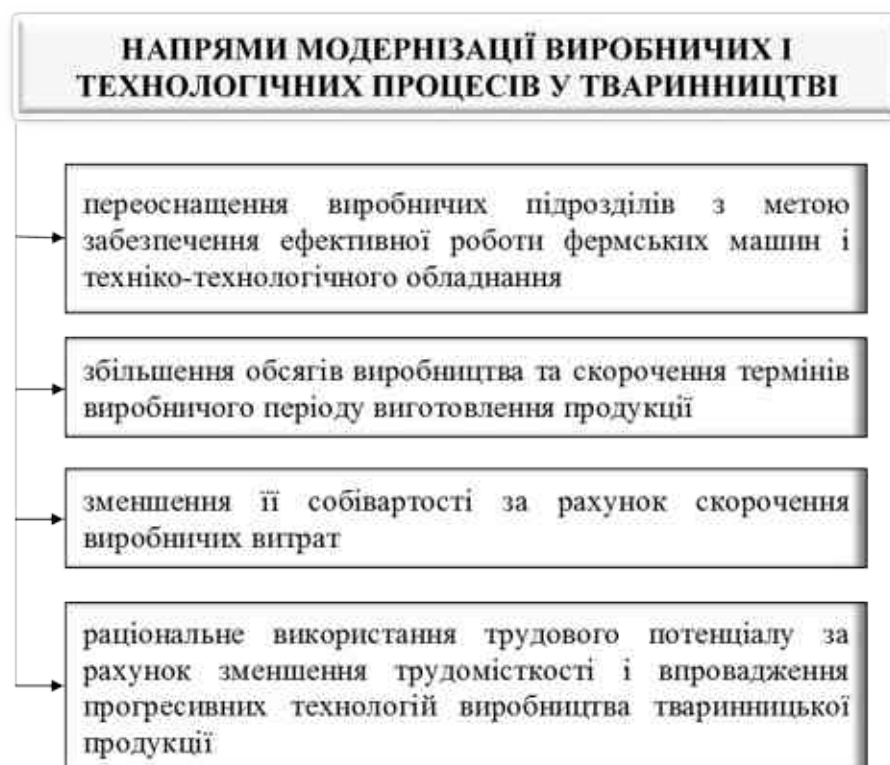 НАПРЯМИ МОДЕРНІЗАЦІЇ ВИРОБНИЧИХ І
ТЕХНОЛОГІЧНИХ ПРОЦЕСІВ У ТВАРИННИЦТВІ
переоснащення виробничих підрозділів з метою
забезпечення ефективної роботи фермських машин і
техніко-технологічного обладнання
збільшення обсягів виробництва та скорочення термінів
виробничого періоду виготовлення продукції
зменшення її собівартості за рахунок скорочення
виробничих витрат
раціональне використання трудового потенціалу за
рахунок зменшення трудомісткості і впровадження
прогресивних технологій виробництва тваринницької
продукції